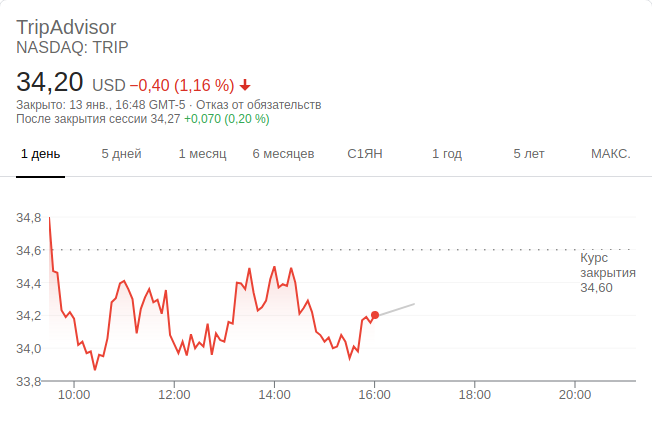 TripAdvisor
NASDAQ: TRIP
34,20 USD −0,40 (1,16 %)
Закрыто: 13 янв., 16:48 GMT-5 · Отказ от обязательств
После закрытия сессии 34,27 +0,070 (0,20 %)
1 день 5 дней 1 месяц 6 месяцев С1ЯН 1 год 5 лет МАКС.
34,8
34,6
Курс
закрытия
34,60
34,4
34,2
34,0
33,8
10:00 12:00 14:00 16:00 18:00 20:00